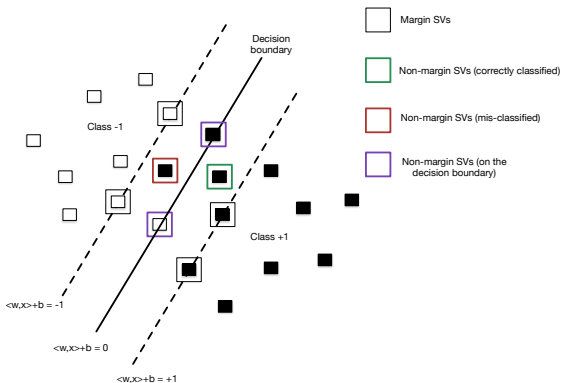 Decision
boundary
Margin SVs
Non-margin SVs (correctly classified)
Non-margin SVs (mis-classified)
Non-margin SVs (on the
decision boundary)
Class -1
Class +1
<w,x>+b = -1
<w,x>+b = 0
<w,x>+b = +1